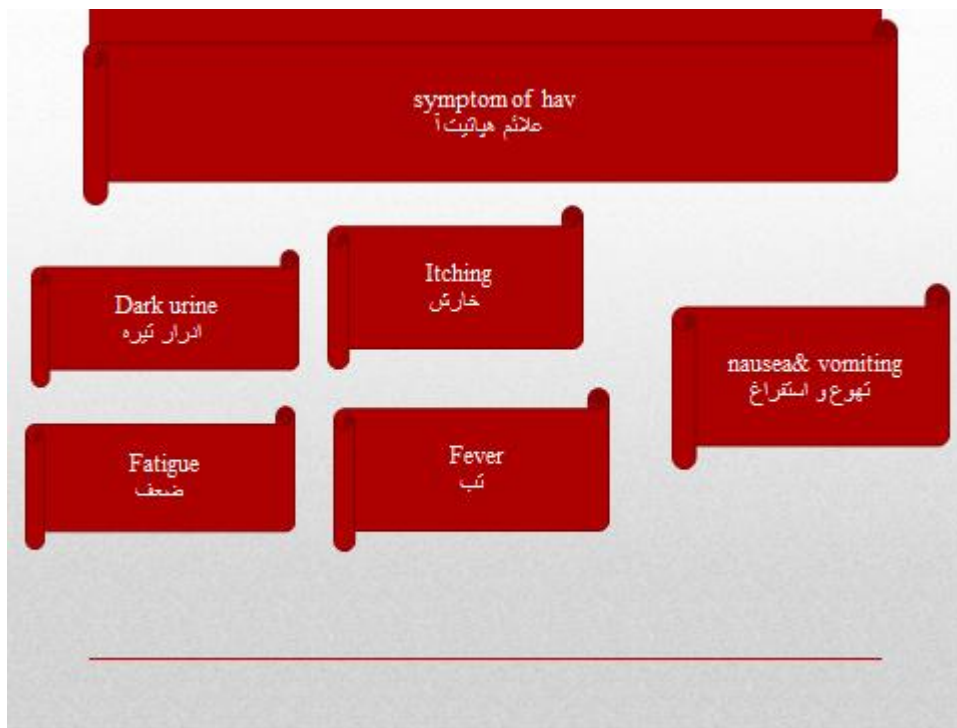 symptom of hav
علائم هپاتیت آ
Itching
خارش
Dark urine
ادرار تیره
nausea& vomiting
تهوع و استفراغ
Fatigue
ضعف
Fever
تب